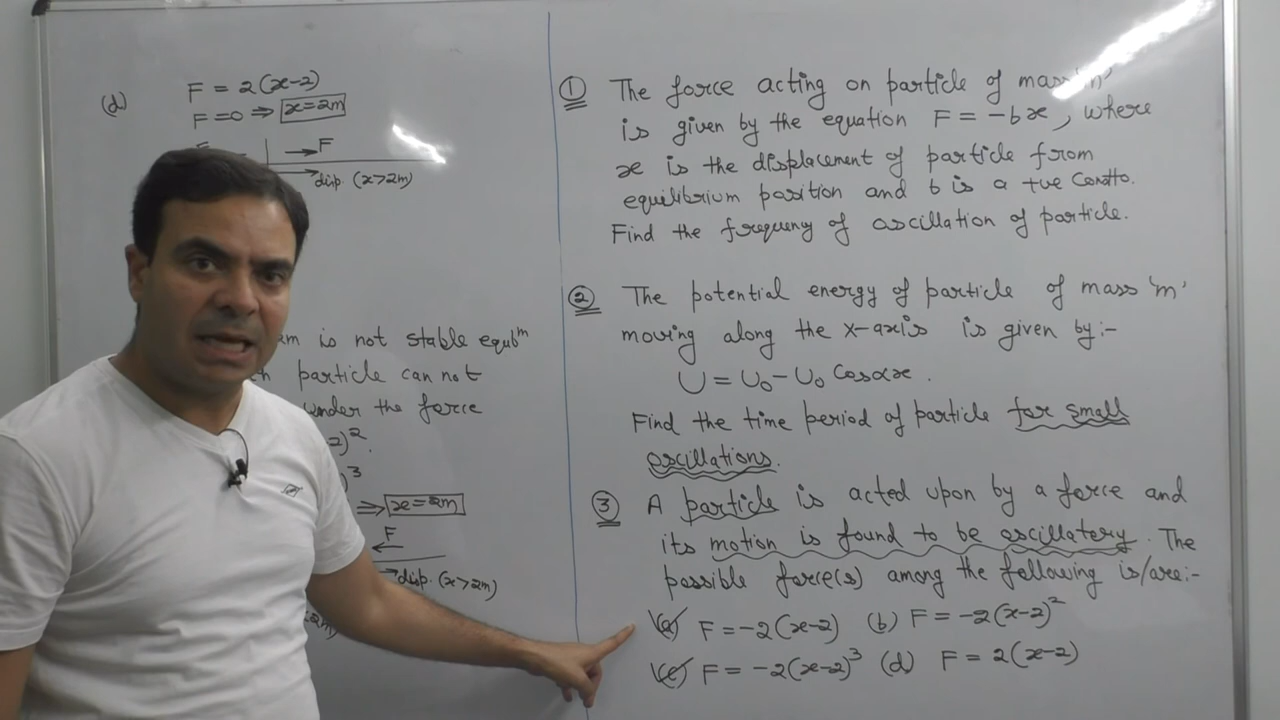 (d) F = 2(x-2)
F = 0 ⇒ x = 2m
F
disp. (x>2m)
is not stable equbᵐ
particle can not
under the force
2)².
)³
⇒ x = 2m
F
disp. (x>2m)
① The force acting on particle of mass 'm'
is given by the equation F = -bx, where
x is the displacement of particle from
equilibrium position and b is a +ve
Find the frequeny of oscillation of particle.
② The potential energy of particle of mass 'm'
moving along the X-axis is given by:-
U = U₀ - U₀ Cosαx.
Find the time period of particle for small
oscillations.
③ A particle is acted upon by a force and
its motion is found to be oscillatory. The
possible force(s) among the following is/are:-
(a) F = -2(x-2) (b) F = -2(x-2)²
(c) F = -2(x-2)³ (d) F = 2(x-2)